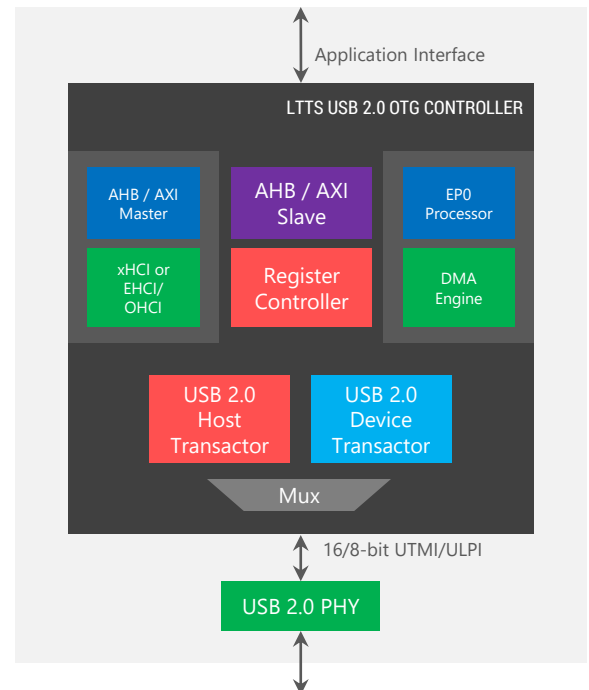 Application Interface
LTTS USB 2.0 OTG CONTROLLER
AHB / AXI
Master
AHB / AXI
Slave
EP0
Processor
xHCI or
EHCI/
OHCI
Register
Controller
DMA
Engine
USB 2.0
Host
Transactor
USB 2.0
Device
Transactor
Mux
16/8-bit UTMI/ULPI
USB 2.0 PHY